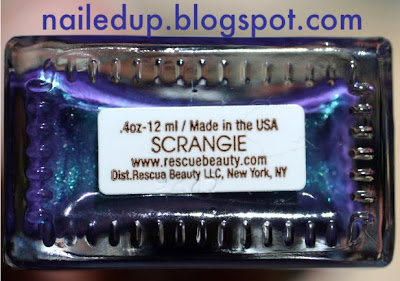 nailedup.blogspot.com
.4oz-12 ml / Made in the USA
SCRANGIE
www.rescuebeauty.com
Dist.Rescue Beauty LLC, New York, NY